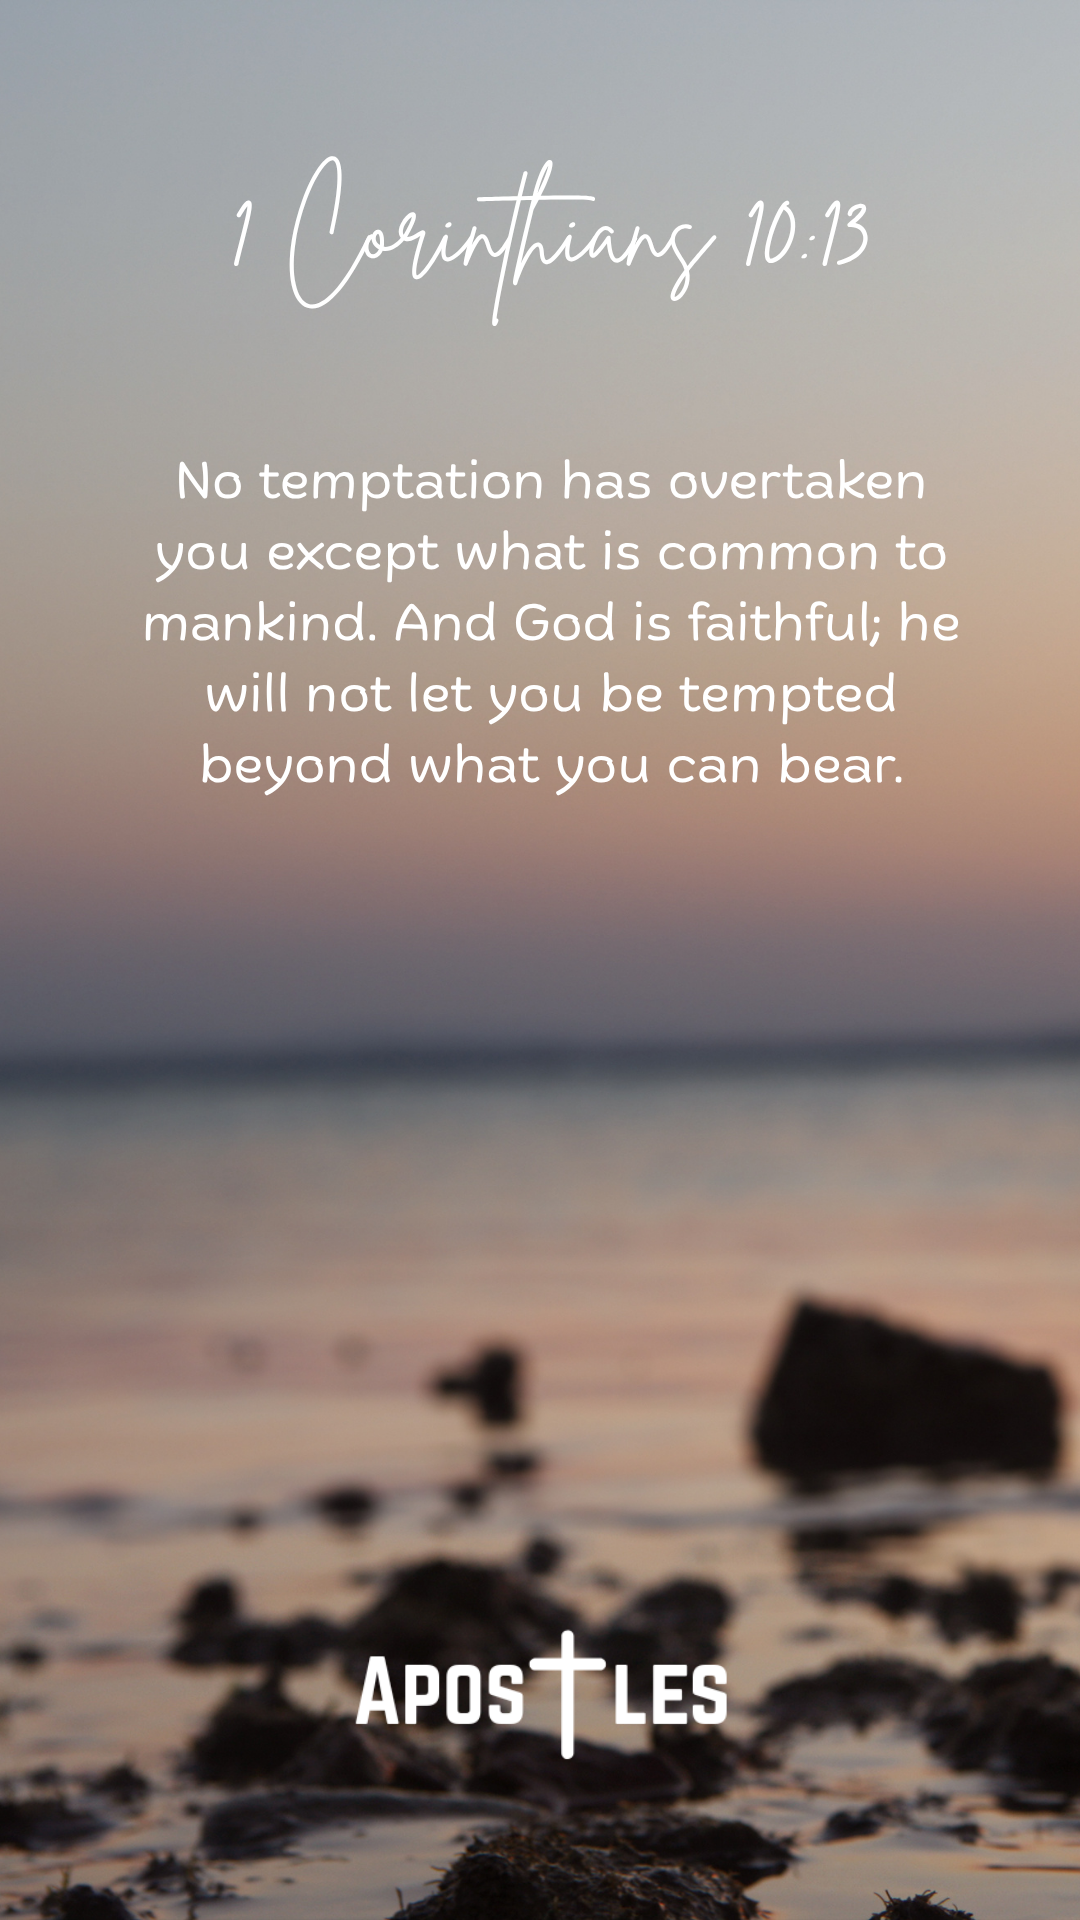 1 Corinthians 10:13
No temptation has overtaken
you except what is common to
mankind. And God is faithful; he
will not let you be tempted
beyond what you can bear.
APOSTLES